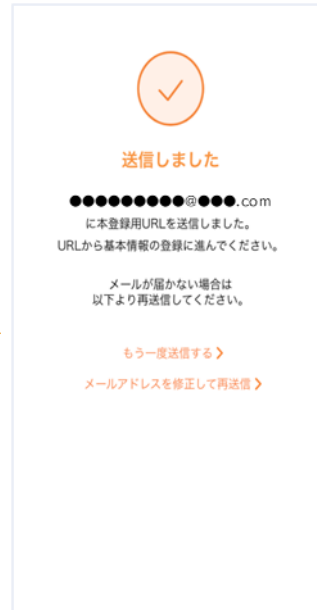 送信しました
●●●●●●●●●@●●●.com
に本登録用URLを送信しました。
URLから基本情報の登録に進んでください。
メールが届かない場合は
以下より再送信してください。
もう一度送信する ❯
メールアドレスを修正して再送信 ❯